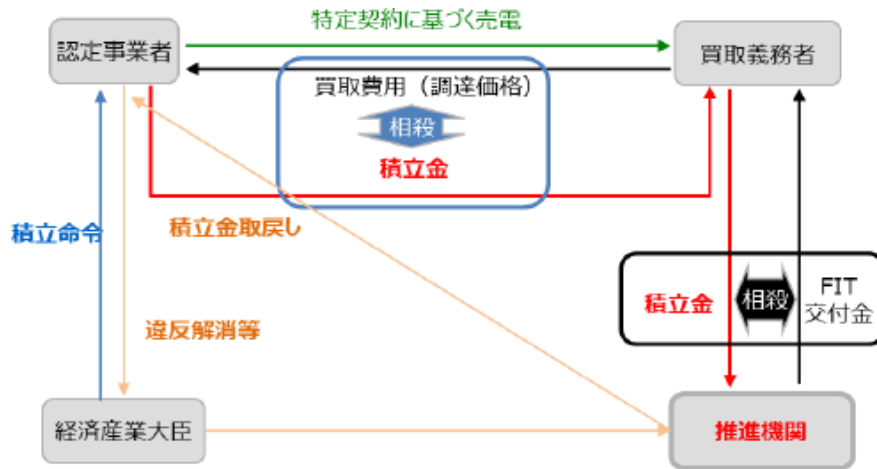 特定契約に基づく売電
認定事業者
買取義務者
買取費用（調達価格）
相殺
積立金
積立命令
積立金取戻し
積立金
相殺
FIT
交付金
違反解消等
経済産業大臣
推進機関